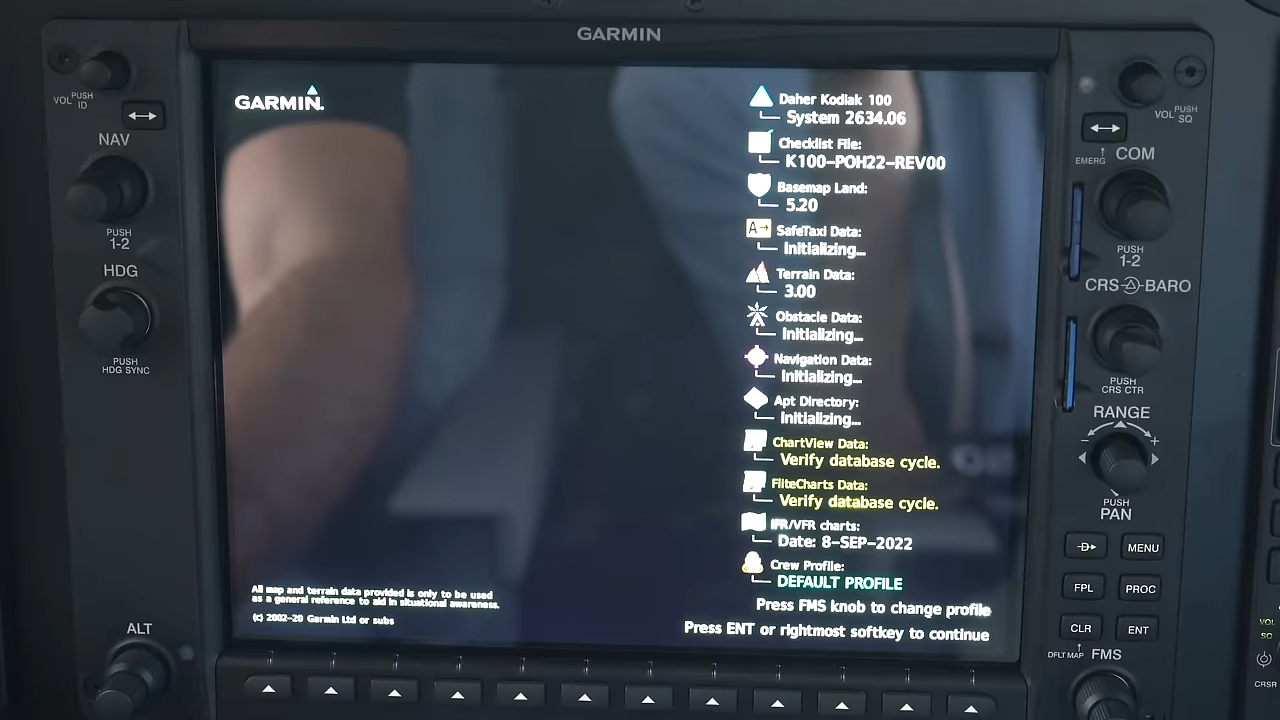 GARMIN
VOL PUSH ID
NAV
PUSH
1-2
HDG
PUSH
HDG SYNC
ALT
GARMIN.
Daher Kodiak 100
System 2634.06
Checklist File:
K100-POH22-REV00
Basemap Land:
5.20
SafeTaxi Data:
Initializing...
Terrain Data:
3.00
Obstacle Data:
Initializing...
Navigation Data:
Initializing...
Apt Directory:
Initializing...
ChartView Data:
Verify database cycle.
FliteCharts Data:
Verify database cycle.
IFR/VFR charts:
Date: 8-SEP-2022
Crew Profile:
DEFAULT PROFILE
Press FMS knob to change profile
Press ENT or rightmost softkey to continue
All map and terrain data provided is only to be used
as a general reference to aid in situational awareness.
(c) 2002-20 Garmin Ltd or subs
VOL PUSH SQ
EMERG COM
PUSH
1-2
CRS BARO
PUSH
CRS CTR
RANGE
- +
PUSH
PAN
D MENU
FPL PROC
CLR ENT
DFLT MAP FMS
VOL
SQ
CRSR